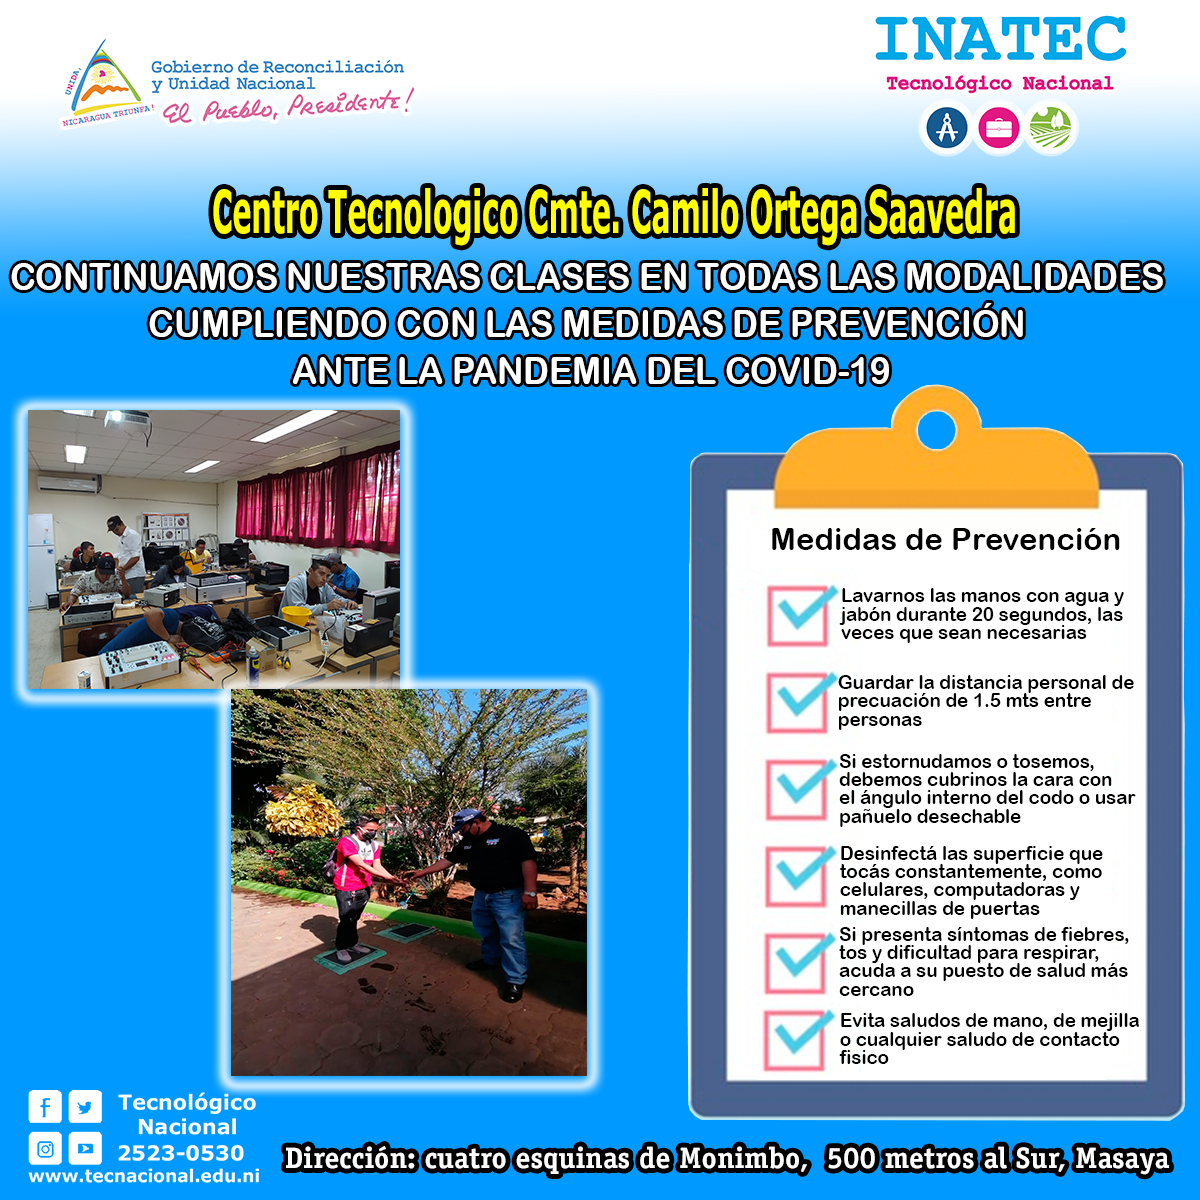 UNIDA,
NICARAGUA TRIUNFA!
Gobierno de Reconciliación
y Unidad Nacional
El Pueblo, Presidente!
INATEC
Tecnológico Nacional
Centro Tecnologico Cmte. Camilo Ortega Saavedra
CONTINUAMOS NUESTRAS CLASES EN TODAS LAS MODALIDADES
CUMPLIENDO CON LAS MEDIDAS DE PREVENCIÓN
ANTE LA PANDEMIA DEL COVID-19
Medidas de Prevención
Lavarnos las manos con agua y
jabón durante 20 segundos, las
veces que sean necesarias
Guardar la distancia personal de
precuación de 1.5 mts entre
personas
Si estornudamos o tosemos,
debemos cubrinos la cara con
el ángulo interno del codo o usar
pañuelo desechable
Desinfectá las superficie que
tocás constantemente, como
celulares, computadoras y
manecillas de puertas
Si presenta síntomas de fiebres,
tos y dificultad para respirar,
acuda a su puesto de salud más
cercano
Evita saludos de mano, de mejilla
o cualquier saludo de contacto
fisico
Tecnológico
Nacional
2523-0530
www.tecnacional.edu.ni
Dirección: cuatro esquinas de Monimbo, 500 metros al Sur, Masaya